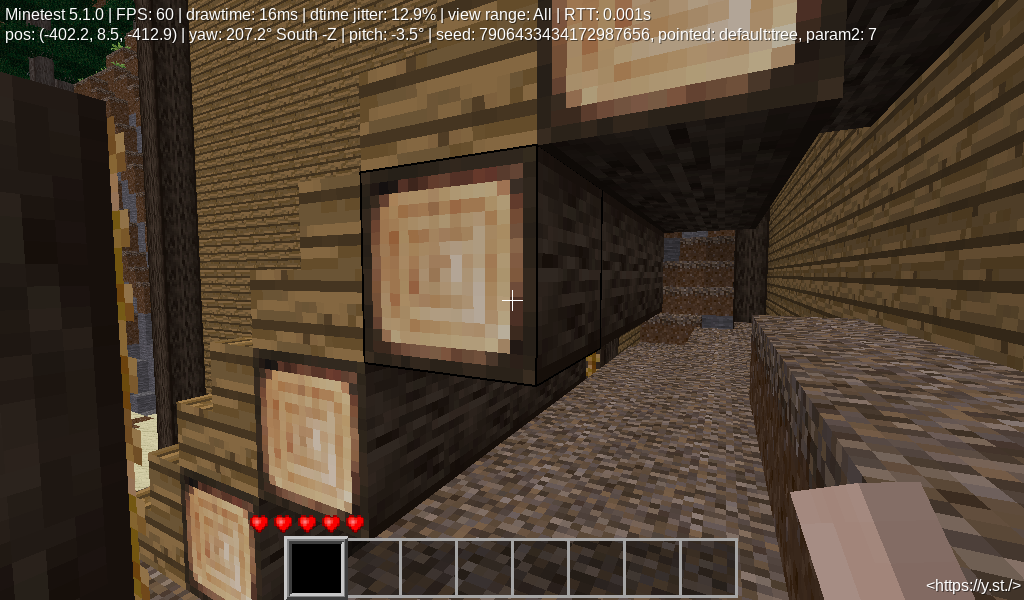 Minetest 5.1.0 | FPS: 60 | drawtime: 16ms | dtime jitter: 12.9% | view range: All | RTT: 0.001s
pos: (-402.2, 8.5, -412.9) | yaw: 207.2° South -Z | pitch: -3.5° | seed: 7906433434172987656, pointed: default:tree, param2: 7
<https://y.st./>